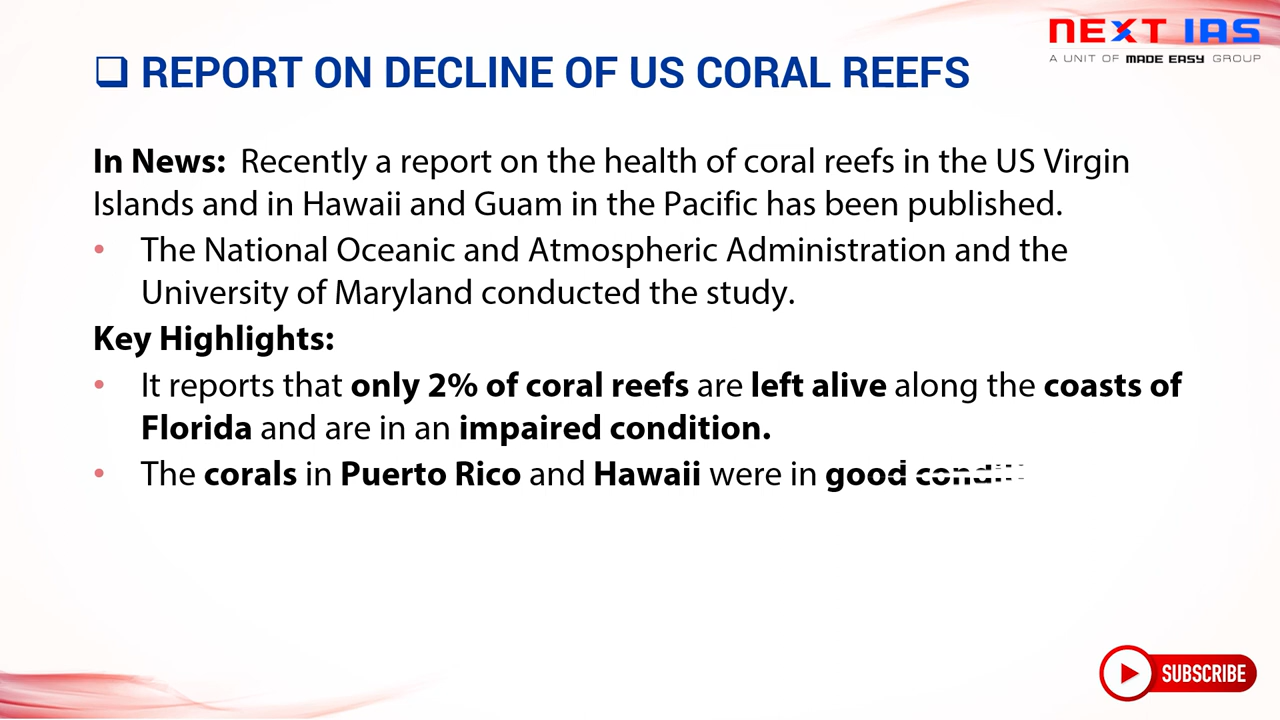 NEXT IAS
A UNIT OF MADE EASY GROUP
❑ REPORT ON DECLINE OF US CORAL REEFS
In News: Recently a report on the health of coral reefs in the US Virgin
Islands and in Hawaii and Guam in the Pacific has been published.
• The National Oceanic and Atmospheric Administration and the
University of Maryland conducted the study.
Key Highlights:
• It reports that only 2% of coral reefs are left alive along the coasts of
Florida and are in an impaired condition.
• The corals in Puerto Rico and Hawaii were in good
SUBSCRIBE